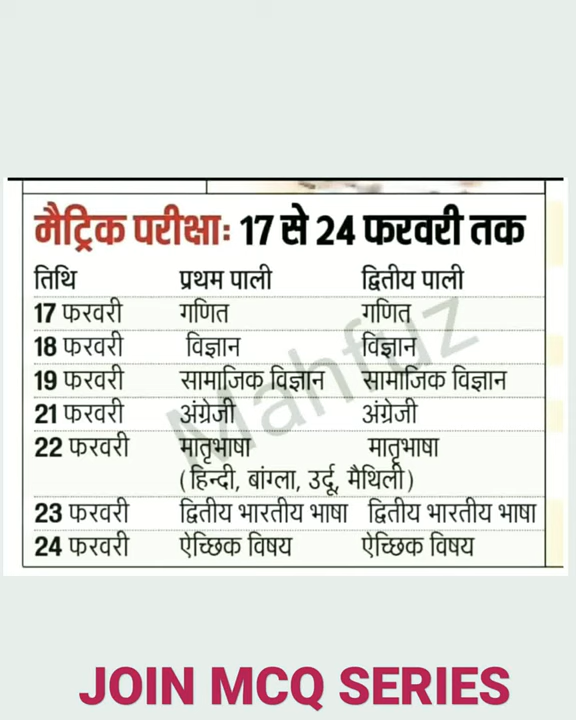 मैट्रिक परीक्षाः 17 से 24 फरवरी तक
तिथि प्रथम पाली द्वितीय पाली
17 फरवरी गणित गणित
18 फरवरी विज्ञान विज्ञान
19 फरवरी सामाजिक विज्ञान सामाजिक विज्ञान
21 फरवरी अंग्रेजी अंग्रेजी
22 फरवरी मातृभाषा मातृभाषा
(हिन्दी, बांग्ला, उर्दू, मैथिली)
23 फरवरी द्वितीय भारतीय भाषा द्वितीय भारतीय भाषा
24 फरवरी ऐच्छिक विषय ऐच्छिक विषय
Mahfuz
JOIN MCQ SERIES